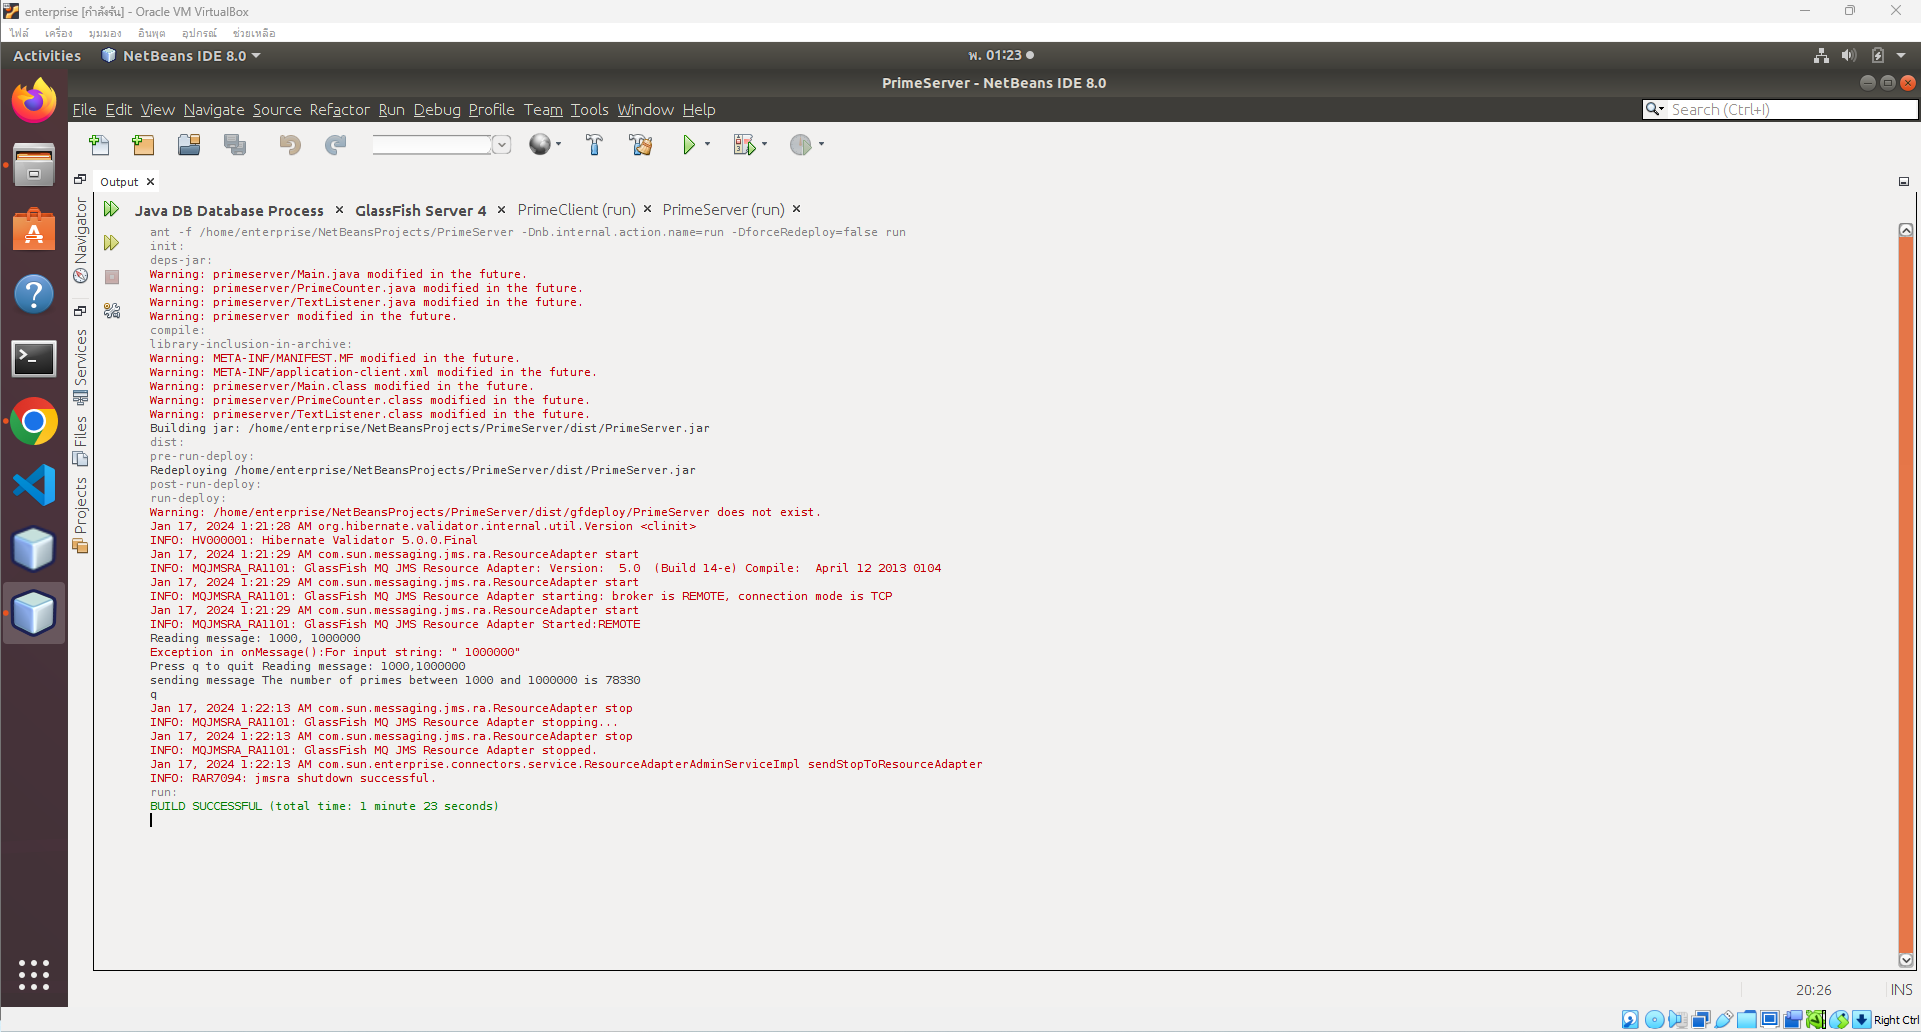 enterprise [กำลังรัน] - Oracle VM VirtualBox
ไฟล์ เครื่อง มุมมอง อินพุต อุปกรณ์ ช่วยเหลือ
Activities NetBeans IDE 8.0 พ. 01:23
PrimeServer - NetBeans IDE 8.0
File Edit View Navigate Source Refactor Run Debug Profile Team Tools Window Help Search (Ctrl+I)
Output
Navigator
Services
Files
Projects
Java DB Database Process GlassFish Server 4 PrimeClient (run) PrimeServer (run)
ant -f /home/enterprise/NetBeansProjects/PrimeServer -Dnb.internal.action.name=run -DforceRedeploy=false run
init:
deps-jar:
Warning: primeserver/Main.java modified in the future.
Warning: primeserver/PrimeCounter.java modified in the future.
Warning: primeserver/TextListener.java modified in the future.
Warning: primeserver modified in the future.
compile:
library-inclusion-in-archive:
Warning: META-INF/MANIFEST.MF modified in the future.
Warning: META-INF/application-client.xml modified in the future.
Warning: primeserver/Main.class modified in the future.
Warning: primeserver/PrimeCounter.class modified in the future.
Warning: primeserver/TextListener.class modified in the future.
Building jar: /home/enterprise/NetBeansProjects/PrimeServer/dist/PrimeServer.jar
dist:
pre-run-deploy:
Redeploying /home/enterprise/NetBeansProjects/PrimeServer/dist/PrimeServer.jar
post-run-deploy:
run-deploy:
Warning: /home/enterprise/NetBeansProjects/PrimeServer/dist/gfdeploy/PrimeServer does not exist.
Jan 17, 2024 1:21:28 AM org.hibernate.validator.internal.util.Version <clinit>
INFO: HV000001: Hibernate Validator 5.0.0.Final
Jan 17, 2024 1:21:29 AM com.sun.messaging.jms.ra.ResourceAdapter start
INFO: MQJMSRA_RA1101: GlassFish MQ JMS Resource Adapter: Version:  5.0  (Build 14-e) Compile:  April 12 2013 0104
Jan 17, 2024 1:21:29 AM com.sun.messaging.jms.ra.ResourceAdapter start
INFO: MQJMSRA_RA1101: GlassFish MQ JMS Resource Adapter starting: broker is REMOTE, connection mode is TCP
Jan 17, 2024 1:21:29 AM com.sun.messaging.jms.ra.ResourceAdapter start
INFO: MQJMSRA_RA1101: GlassFish MQ JMS Resource Adapter Started:REMOTE
Reading message: 1000, 1000000
Exception in onMessage():For input string: " 1000000"
Press q to quit Reading message: 1000,1000000
sending message The number of primes between 1000 and 1000000 is 78330
q
Jan 17, 2024 1:22:13 AM com.sun.messaging.jms.ra.ResourceAdapter stop
INFO: MQJMSRA_RA1101: GlassFish MQ JMS Resource Adapter stopping...
Jan 17, 2024 1:22:13 AM com.sun.messaging.jms.ra.ResourceAdapter stop
INFO: MQJMSRA_RA1101: GlassFish MQ JMS Resource Adapter stopped.
Jan 17, 2024 1:22:13 AM com.sun.enterprise.connectors.service.ResourceAdapterAdminServiceImpl sendStopToResourceAdapter
INFO: RAR7094: jmsra shutdown successful.
run:
BUILD SUCCESSFUL (total time: 1 minute 23 seconds)
20:26 INS
Right Ctrl